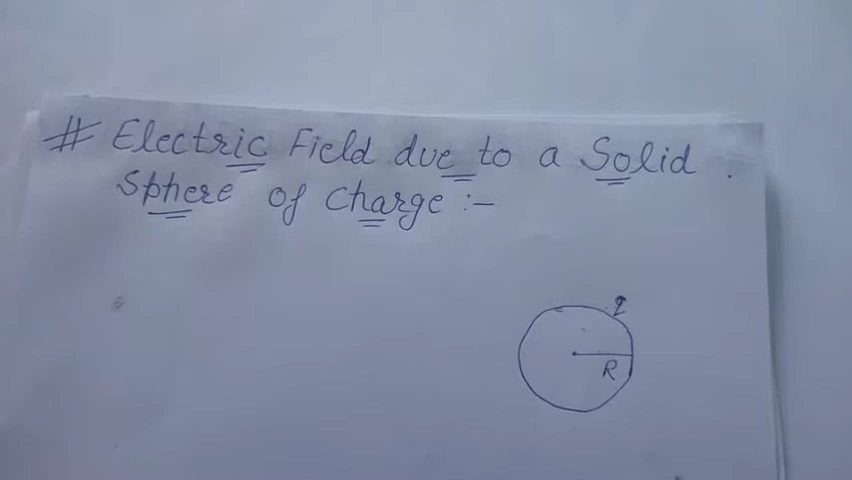 # Electric Field due to a Solid
Sphere of Charge :-
q
R